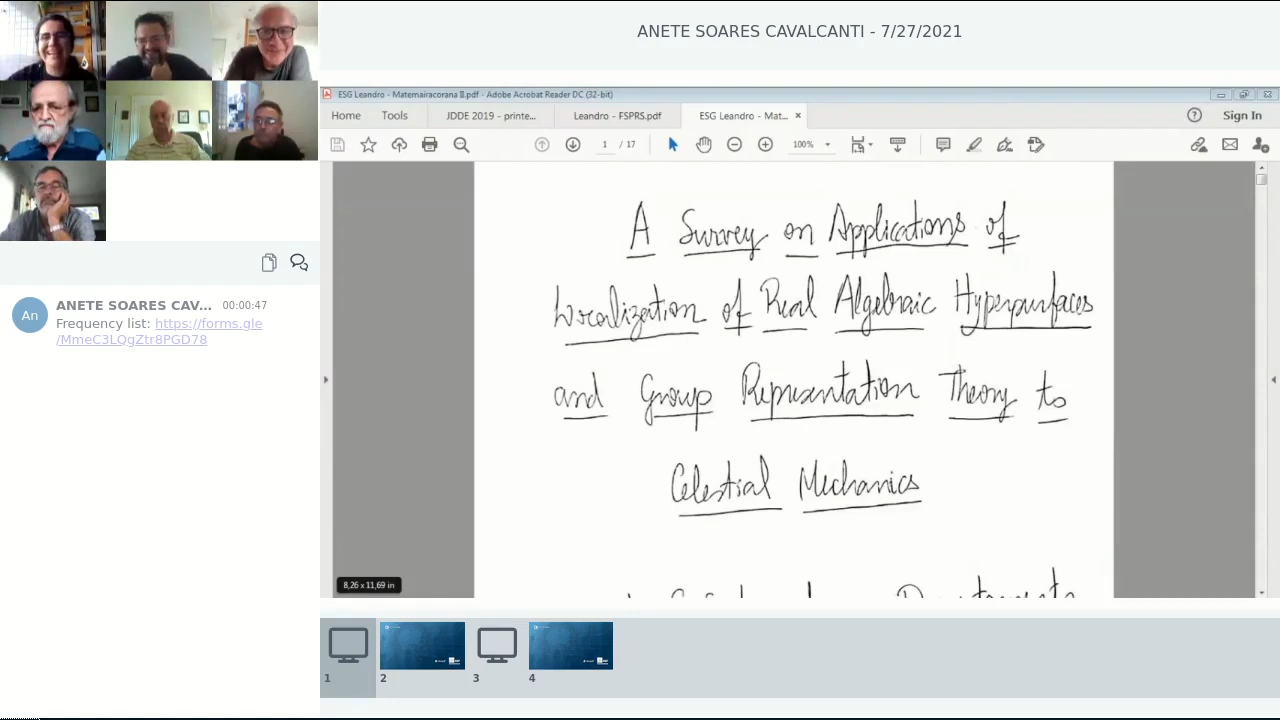 ANETE SOARES CAVALCANTI - 7/27/2021
ANETE SOARES CAV... 00:00:47
Frequency list: https://forms.gle
/MmeC3LQgZtr8PGD78
An
ESG Leandro - Matemairacorana II.pdf - Adobe Acrobat Reader DC (32-bit)
Home Tools JDDE 2019 - printe... Leandro - FSPRS.pdf ESG Leandro - Mat... × Sign In
1 / 17 100%
A Survey on Applications of
Localization of Real Algebraic Hypersurfaces
and Group Representation Theory to
Celestial Mechanics
8,26 x 11,69 in
1 2 3 4